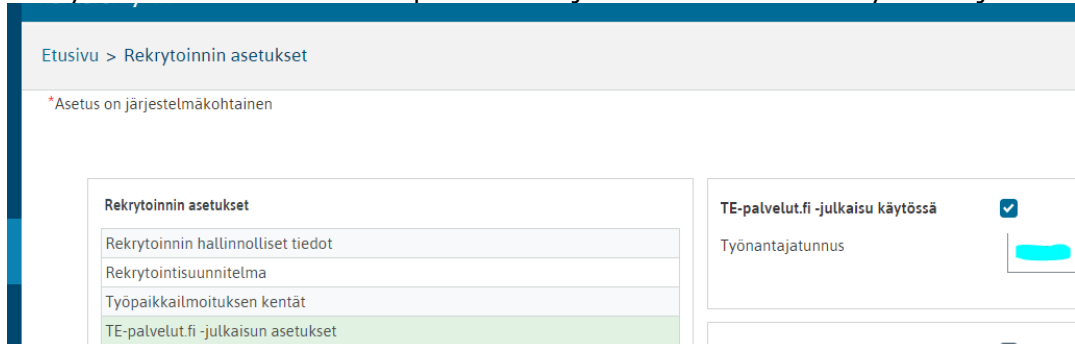 Etusivu > Rekrytoinnin asetukset
*Asetus on järjestelmäkohtainen
Rekrytoinnin asetukset
Rekrytoinnin hallinnolliset tiedot
Rekrytointisuunnitelma
Työpaikkailmoituksen kentät
TE-palvelut.fi -julkaisun asetukset
TE-palvelut.fi -julkaisu käytössä
Työnantajatunnus